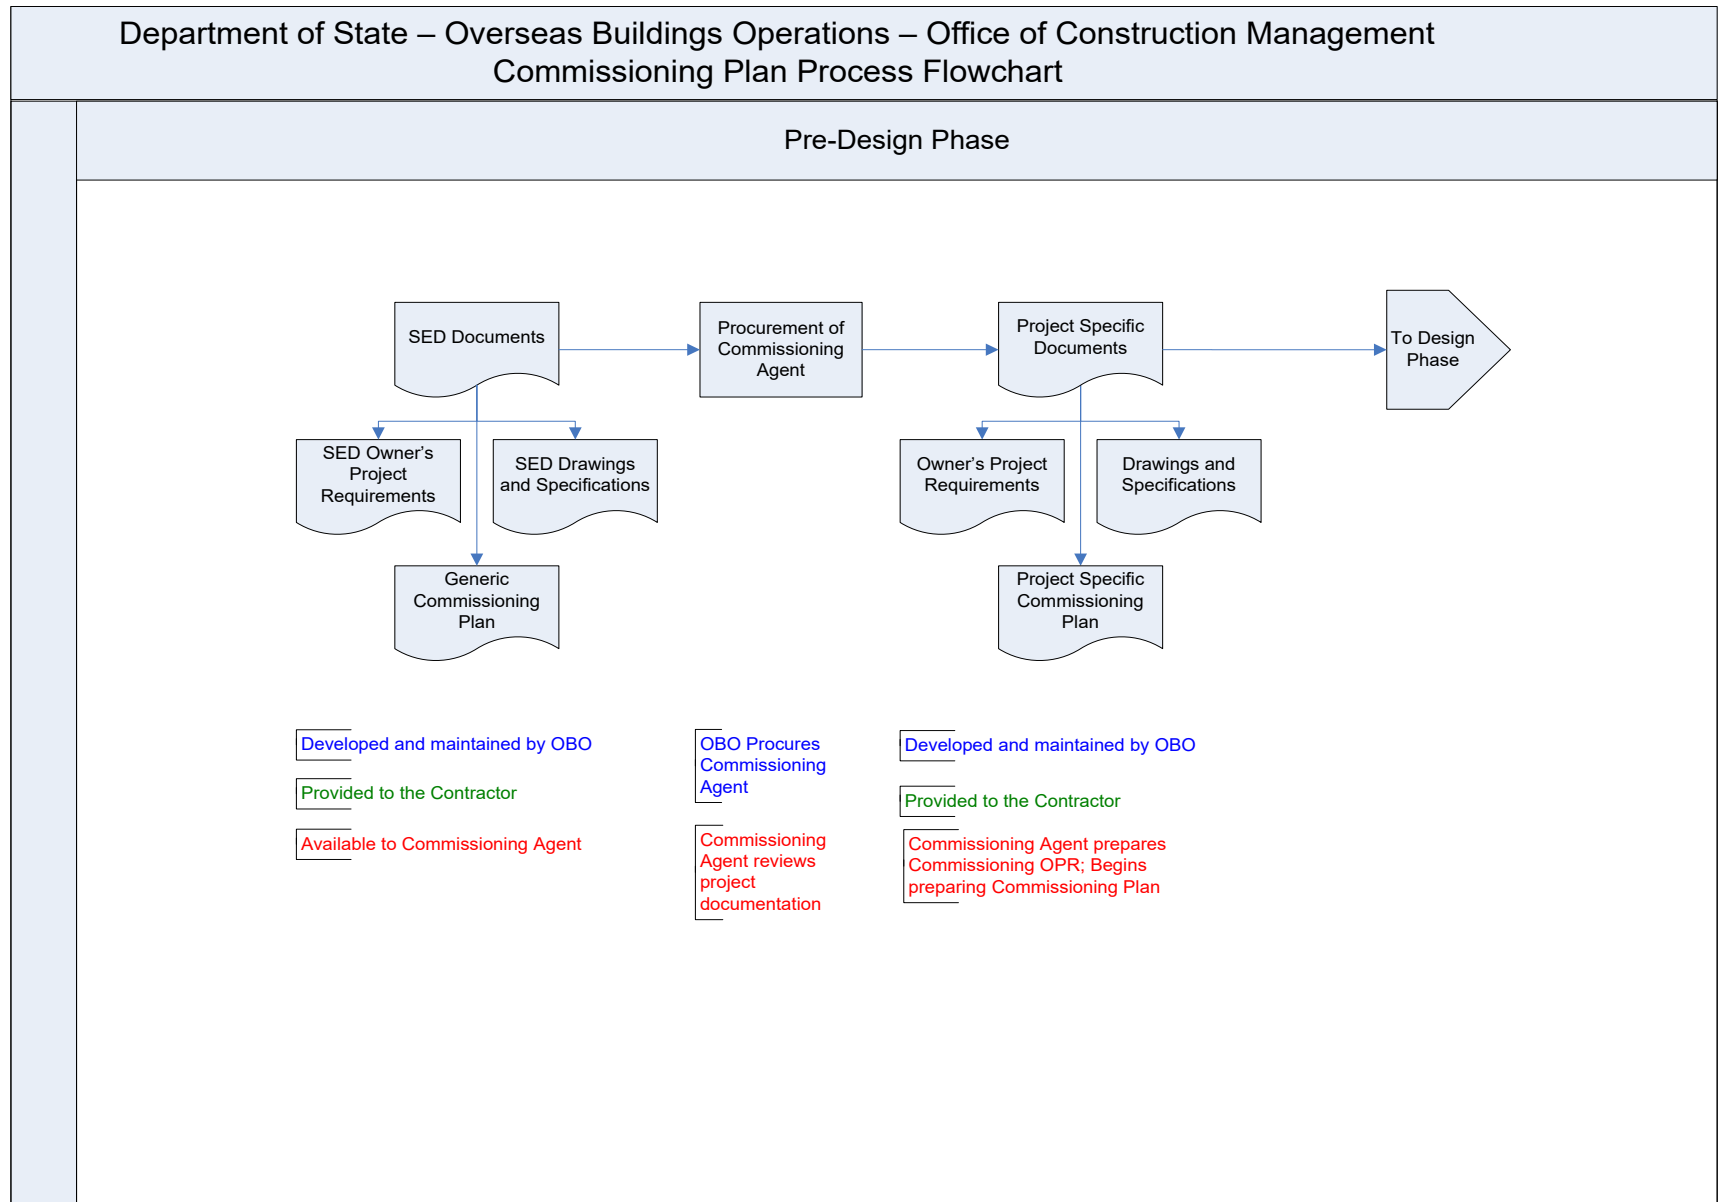 Department of State – Overseas Buildings Operations – Office of Construction Management
Commissioning Plan Process Flowchart
Pre-Design Phase
SED Documents
Procurement of
Commissioning
Agent
Project Specific
Documents
To Design
Phase
SED Owner’s
Project
Requirements
SED Drawings
and Specifications
Owner’s Project
Requirements
Drawings and
Specifications
Generic
Commissioning
Plan
Project Specific
Commissioning
Plan
Developed and maintained by OBO
Provided to the Contractor
Available to Commissioning Agent
OBO Procures
Commissioning
Agent
Commissioning
Agent reviews
project
documentation
Developed and maintained by OBO
Provided to the Contractor
Commissioning Agent prepares
Commissioning OPR; Begins
preparing Commissioning Plan